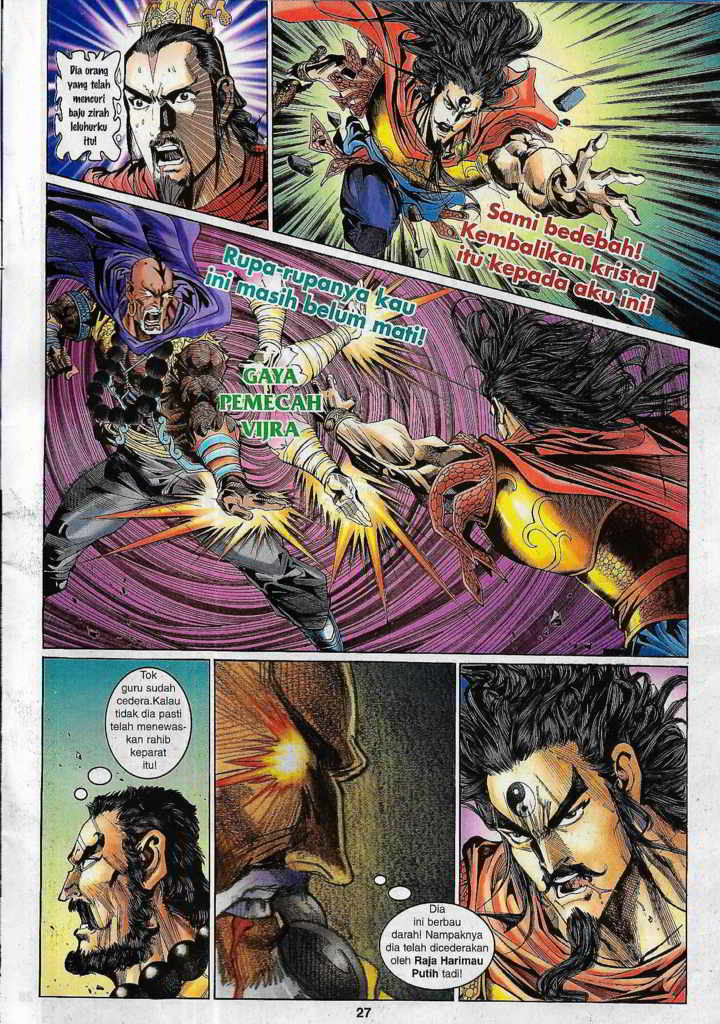 Dia orang
yang telah
mencuri
baju zirah
leluhurku
itu!
Sami bedebah!
Kembalikan kristal
itu kepada aku ini!
Rupa-rupanya kau
ini masih belum mati!
GAYA
PEMECAH
VIJRA
Tok
guru sudah
cedera.Kalau
tidak dia pasti
telah menewas-
kan rahib
keparat
itu!
Dia
ini berbau
darah! Nampaknya
dia telah dicederakan
oleh Raja Harimau
Putih tadi!
27